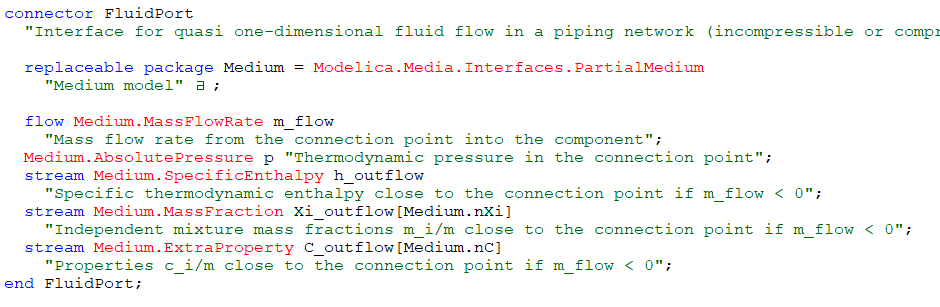 connector FluidPort
"Interface for quasi one-dimensional fluid flow in a piping network (incompressible or compr
replaceable package Medium = Modelica.Media.Interfaces.PartialMedium
"Medium model" a ;
flow Medium.MassFlowRate m_flow
"Mass flow rate from the connection point into the component";
Medium.AbsolutePressure p "Thermodynamic pressure in the connection point";
stream Medium.SpecificEnthalpy h_outflow
"Specific thermodynamic enthalpy close to the connection point if m_flow < 0";
stream Medium.MassFraction Xi_outflow[Medium.nXi]
"Independent mixture mass fractions m_i/m close to the connection point if m_flow < 0";
stream Medium.ExtraProperty C_outflow[Medium.nC]
"Properties c_i/m close to the connection point if m_flow < 0";
end FluidPort;